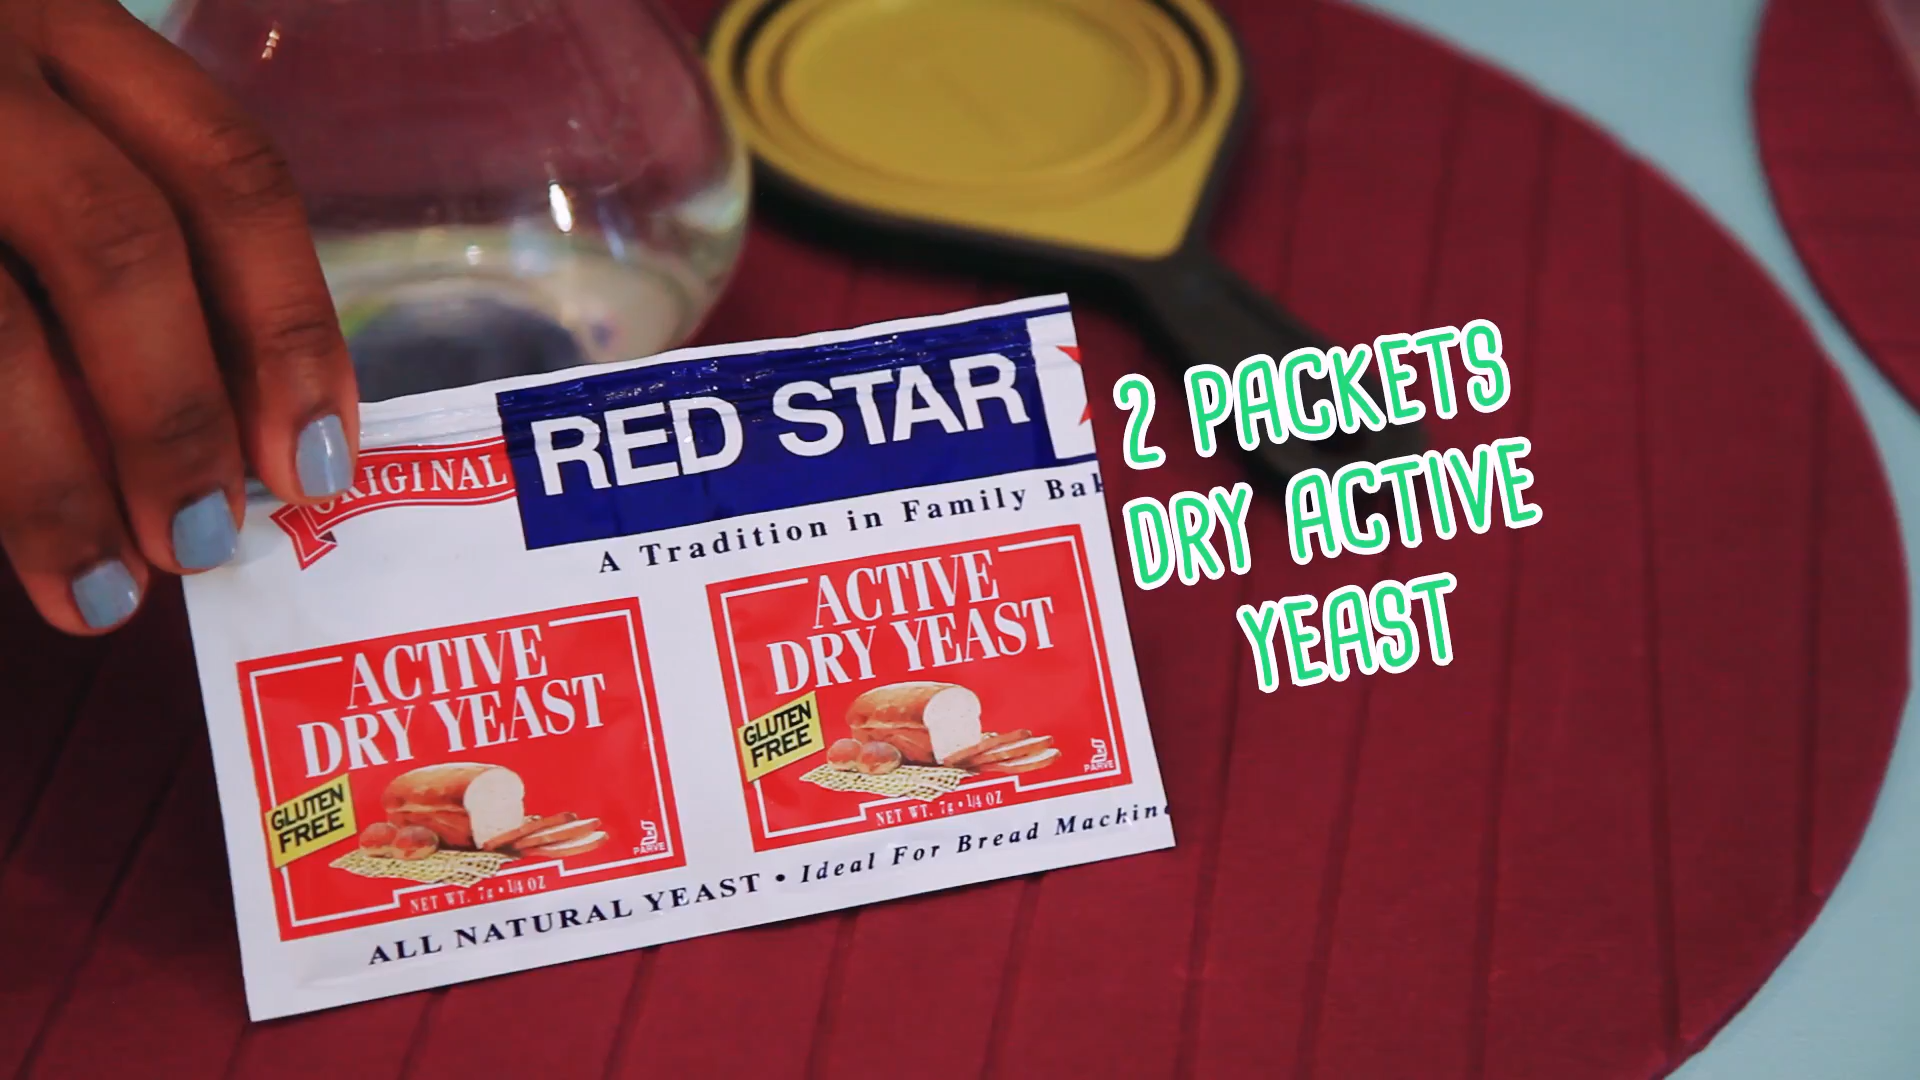 ORIGINAL
RED STAR
A Tradition in Family Bak
ACTIVE
DRY YEAST
GLUTEN
FREE
PARVE
NET WT. 7g • 1/4 OZ
ACTIVE
DRY YEAST
GLUTEN
FREE
PARVE
NET WT. 7g • 1/4 OZ
ALL NATURAL YEAST • Ideal For Bread Machine
2 PACKETS
DRY ACTIVE
YEAST